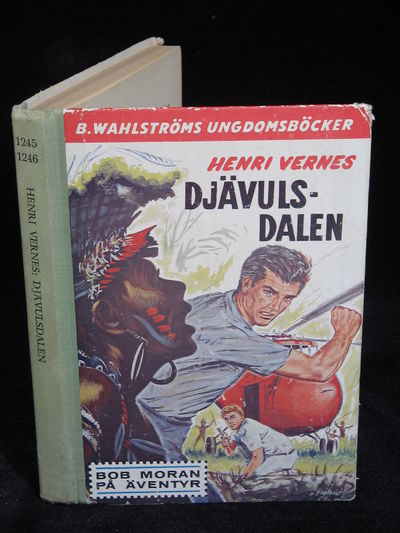 1245
1246
HENRI VERNES: DJÄVULSDALEN
B. WAHLSTRÖMS UNGDOMSBÖCKER
HENRI VERNES
DJÄVULS-
DALEN
BOB MORAN
PÅ ÄVENTYR